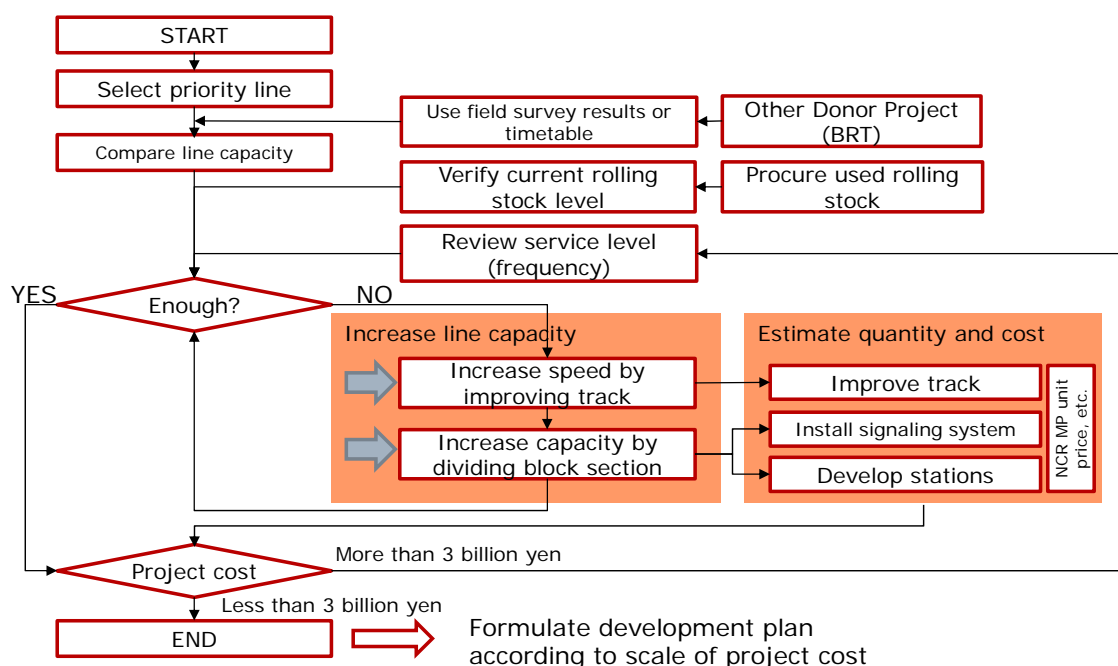 START
Select priority line
Use field survey results or
timetable
Other Donor Project
(BRT)
Compare line capacity
Verify current rolling
stock level
Procure used rolling
stock
Review service level
(frequency)
YES
Enough?
NO
Increase line capacity
Estimate quantity and cost
Increase speed by
improving track
Improve track
Increase capacity by
dividing block section
Install signaling system
Develop stations
NCR MP unit
price, etc.
More than 3 billion yen
Project cost
Less than 3 billion yen
END
Formulate development plan
according to scale of project cost